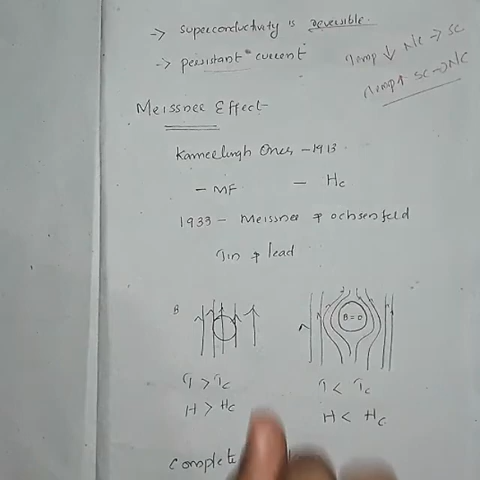 -> superconductivity is reversible.
-> persistant current
Temp ↓ NC -> SC
Temp ↑ SC -> NC
Meissner Effect-
Kamerlingh Ones - 1913.
- MF - Hc
1933 - Meissner & ochsenfeld
Tin & lead
B
B = 0
T > Tc
T < Tc
H > Hc
H < Hc
Complete